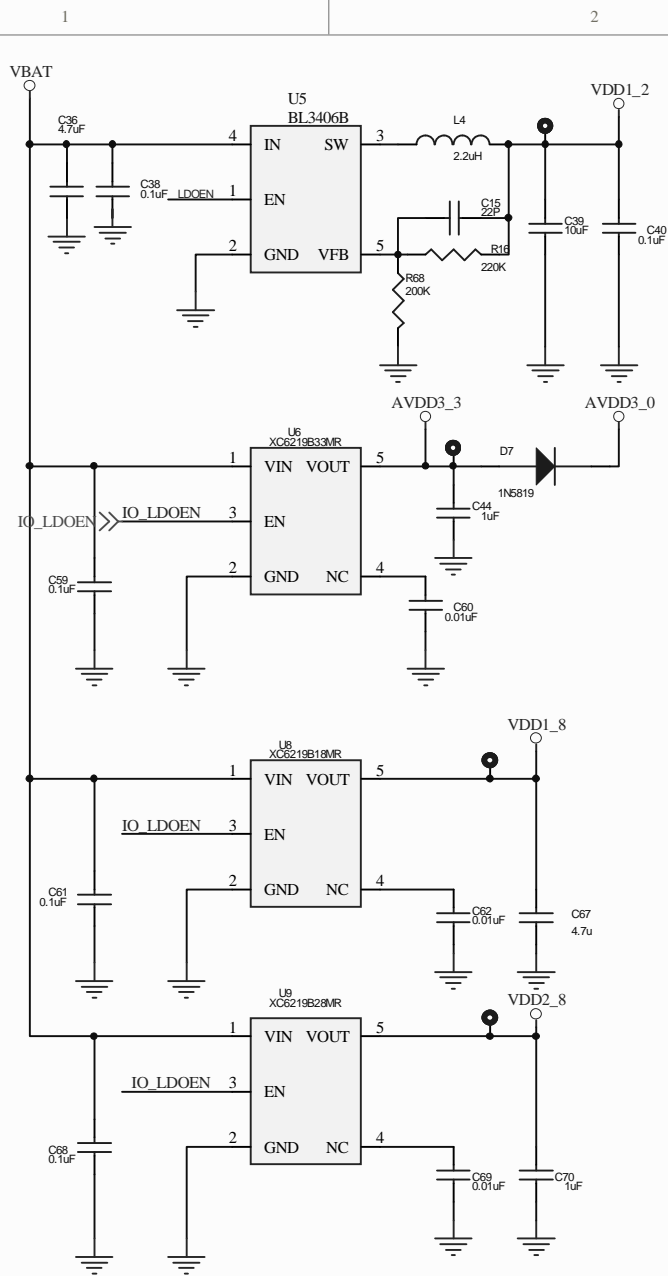 1 2
VBAT
U5
BL3406B
C36
4.7uF
L4
VDD1_2
4 IN SW 3
2.2uH
C38
0.1uF
LDOEN
1 EN
C15
22P
C39
10uF
C40
0.1uF
2 GND VFB 5
R16
220K
R68
200K
AVDD3_3
AVDD3_0
U6
XC6219B33MR
D7
1 VIN VOUT 5
1N5819
IO_LDOEN IO_LDOEN 3 EN
C44
1uF
C59
0.1uF
2 GND NC 4
C60
0.01uF
VDD1_8
U8
XC6219B18MR
1 VIN VOUT 5
IO_LDOEN 3 EN
C61
0.1uF
2 GND NC 4
C62
0.01uF
C67
4.7u
U9
XC6219B28MR
VDD2_8
1 VIN VOUT 5
IO_LDOEN 3 EN
C68
0.1uF
2 GND NC 4
C69
0.01uF
C70
1uF